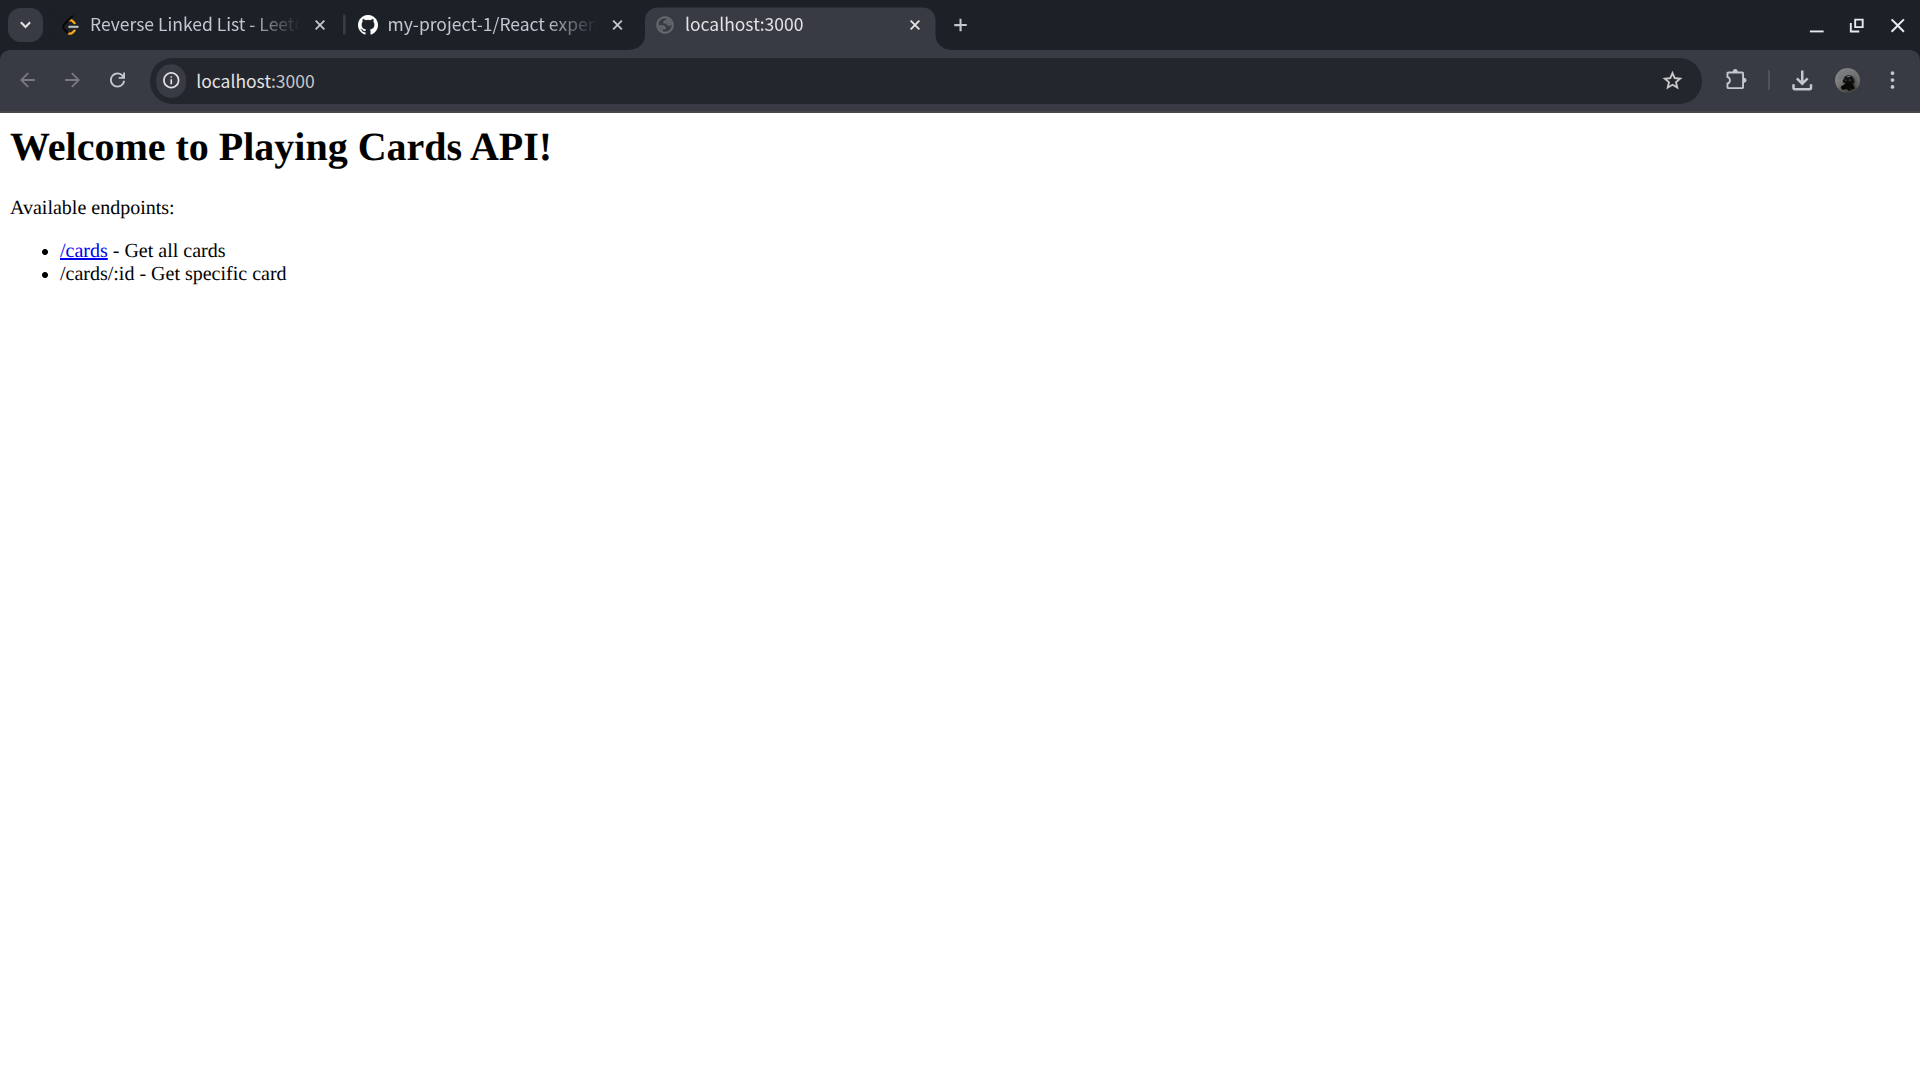 Reverse Linked List - Leet
my-project-1/React exper
localhost:3000
localhost:3000
Welcome to Playing Cards API!
Available endpoints:
• /cards - Get all cards
• /cards/:id - Get specific card